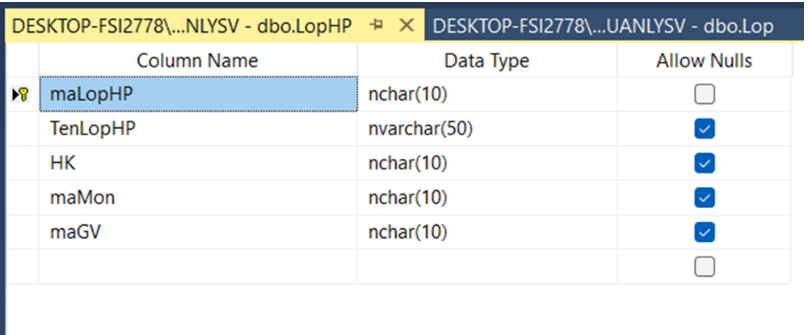 DESKTOP-FSI2778\...NLYSV - dbo.LopHP DESKTOP-FSI2778\...UANLYSV - dbo.Lop
Column Name Data Type Allow Nulls
maLopHP nchar(10)
TenLopHP nvarchar(50)
HK nchar(10)
maMon nchar(10)
maGV nchar(10)